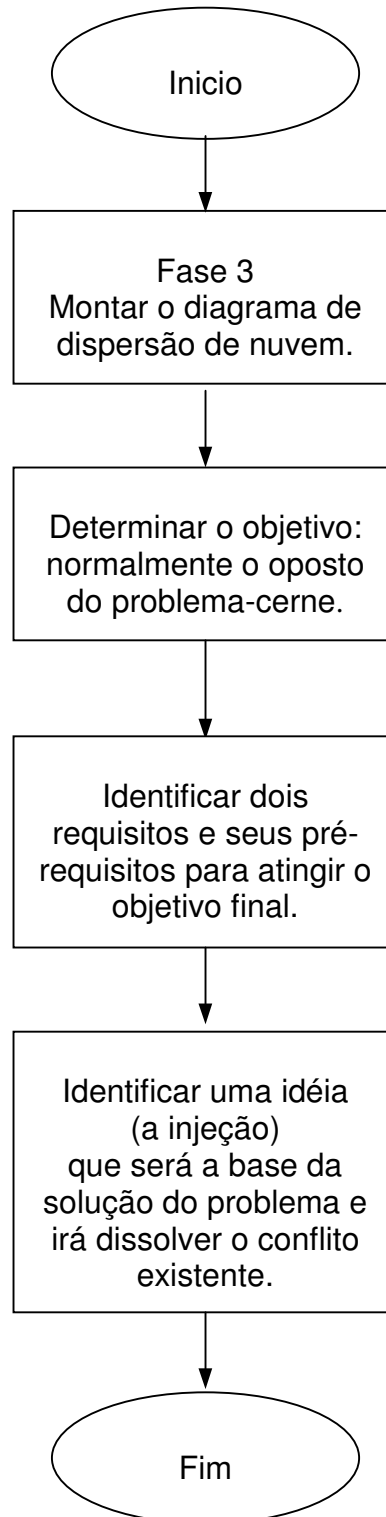 Inicio
Fase 3
Montar o diagrama de
dispersão de nuvem.
Determinar o objetivo:
normalmente o oposto
do problema-cerne.
Identificar dois
requisitos e seus pré-
requisitos para atingir o
objetivo final.
Identificar uma idéia
(a injeção)
que será a base da
solução do problema e
irá dissolver o conflito
existente.
Fim